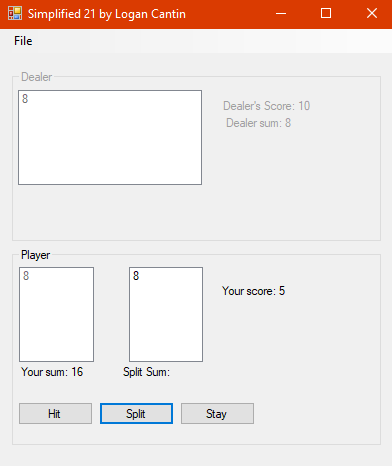 Simplified 21 by Logan Cantin
File
Dealer
8
Dealer's Score: 10
Dealer sum: 8
Player
8
8
Your score: 5
Your sum: 16
Split Sum:
Hit
Split
Stay